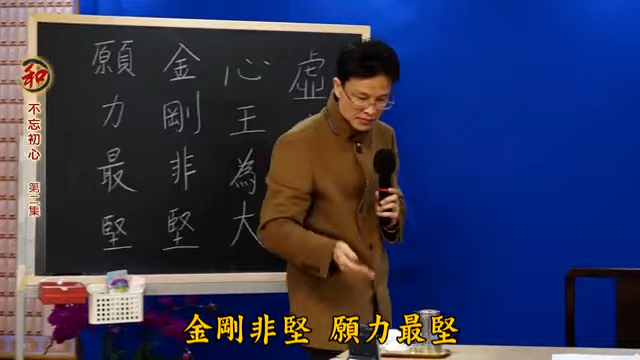 和
不忘初心
第二集
虛
心王為大
金剛非堅
願力最堅
金剛非堅 願力最堅